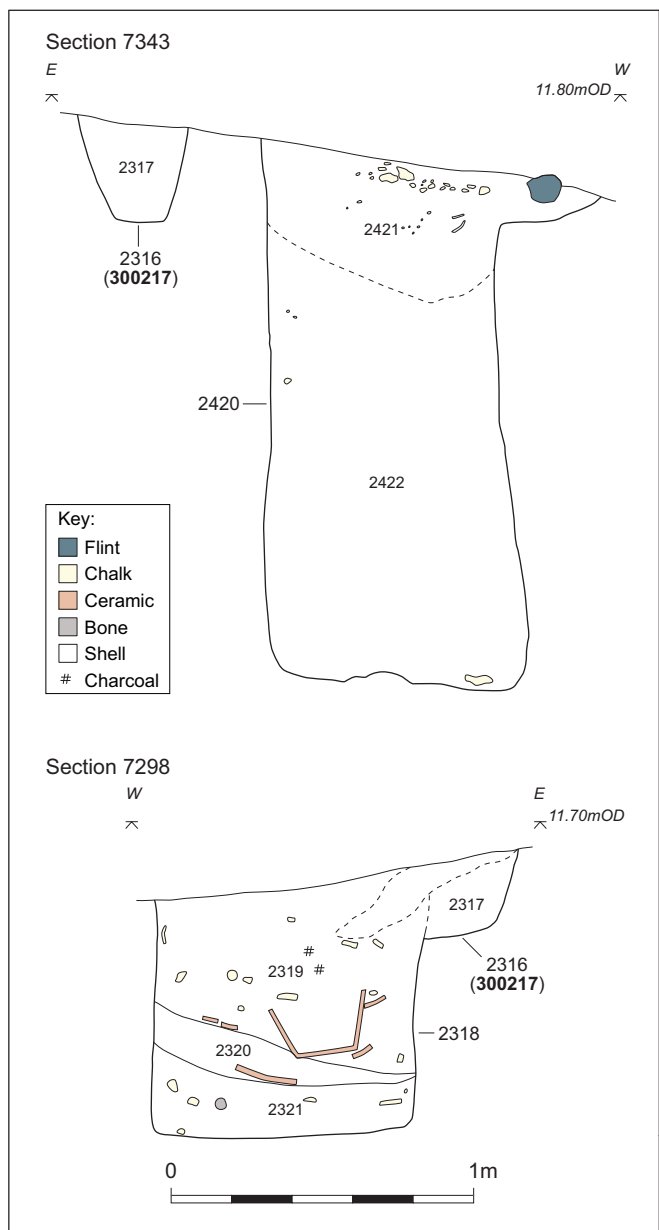 Section 7343
E
W
11.80mOD
2317
2421
2316
(300217)
2420
2422
Key:
Flint
Chalk
Ceramic
Bone
Shell
# Charcoal
Section 7298
W
E
11.70mOD
2317
2319
#
#
2316
(300217)
2318
2320
2321
0
1m